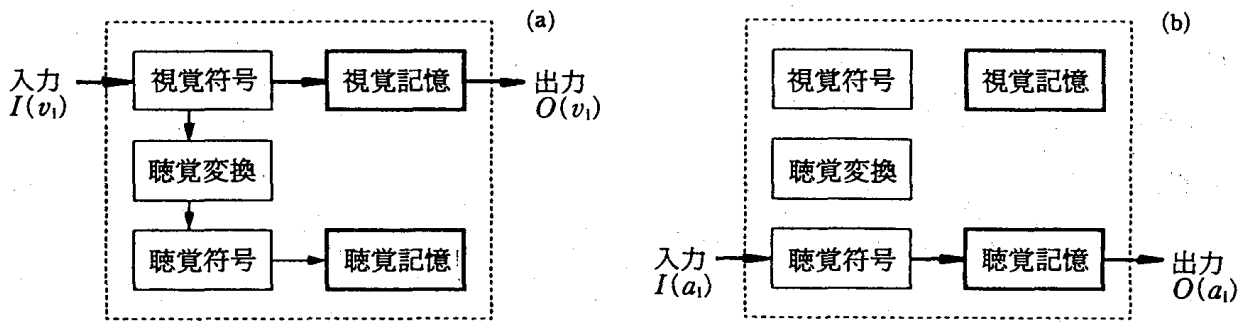 (a)
入力
I(v₁)
視覚符号
視覚記憶
出力
O(v₁)
聴覚変換
聴覚符号
聴覚記憶
(b)
視覚符号
視覚記憶
聴覚変換
入力
I(a₁)
聴覚符号
聴覚記憶
出力
O(a₁)